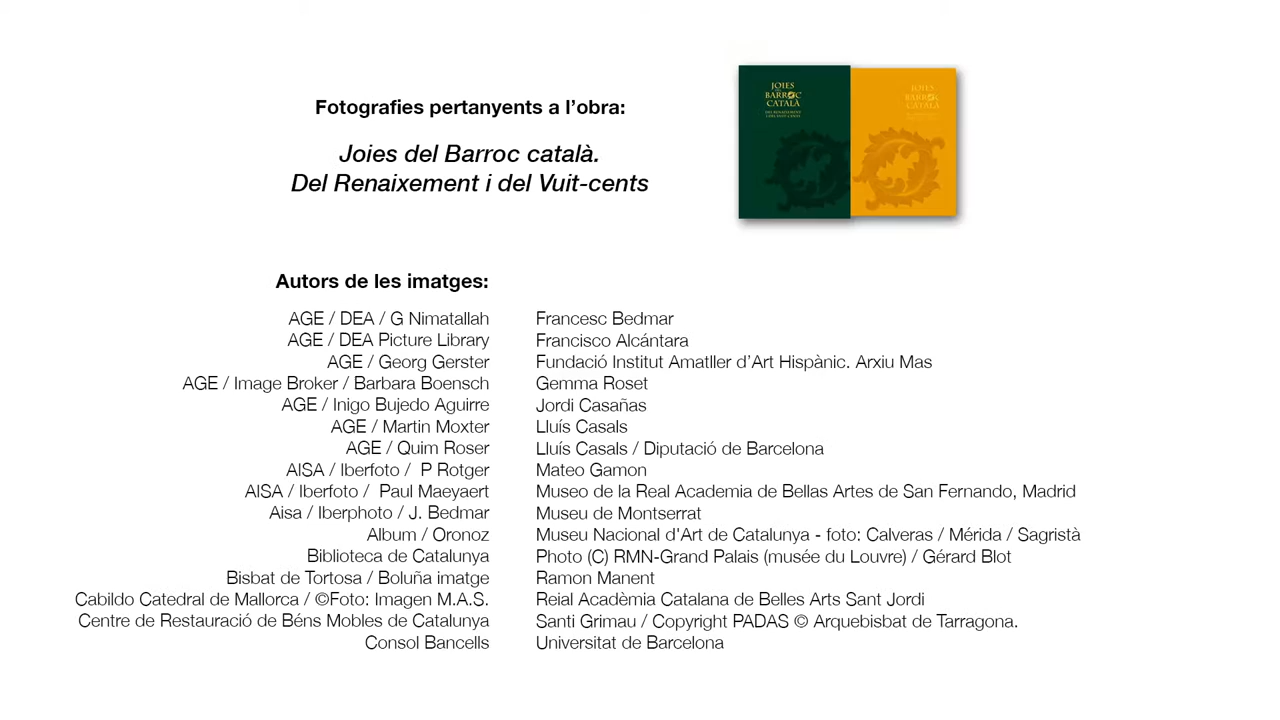 Fotografies pertanyents a l’obra:
Joies del Barroc català.
Del Renaixement i del Vuit-cents
JOIES
BARROC
CATALÀ
JOIES
BARROC
CATALÀ
Autors de les imatges:
AGE / DEA / G Nimatallah
AGE / DEA Picture Library
AGE / Georg Gerster
AGE / Image Broker / Barbara Boensch
AGE / Inigo Bujedo Aguirre
AGE / Martin Moxter
AGE / Quim Roser
AISA / Iberfoto /  P Rotger
AISA / Iberfoto /  Paul Maeyaert
Aisa / Iberphoto / J. Bedmar
Album / Oronoz
Biblioteca de Catalunya
Bisbat de Tortosa / Boluña imatge
Cabildo Catedral de Mallorca / ©Foto: Imagen M.A.S.
Centre de Restauració de Béns Mobles de Catalunya
Consol Bancells
Francesc Bedmar
Francisco Alcántara
Fundació Institut Amatller d’Art Hispànic. Arxiu Mas
Gemma Roset
Jordi Casañas
Lluís Casals
Lluís Casals / Diputació de Barcelona
Mateo Gamon
Museo de la Real Academia de Bellas Artes de San Fernando, Madrid
Museu de Montserrat
Museu Nacional d'Art de Catalunya - foto: Calveras / Mérida / Sagristà
Photo (C) RMN-Grand Palais (musée du Louvre) / Gérard Blot
Ramon Manent
Reial Acadèmia Catalana de Belles Arts Sant Jordi
Santi Grimau / Copyright PADAS © Arquebisbat de Tarragona.
Universitat de Barcelona